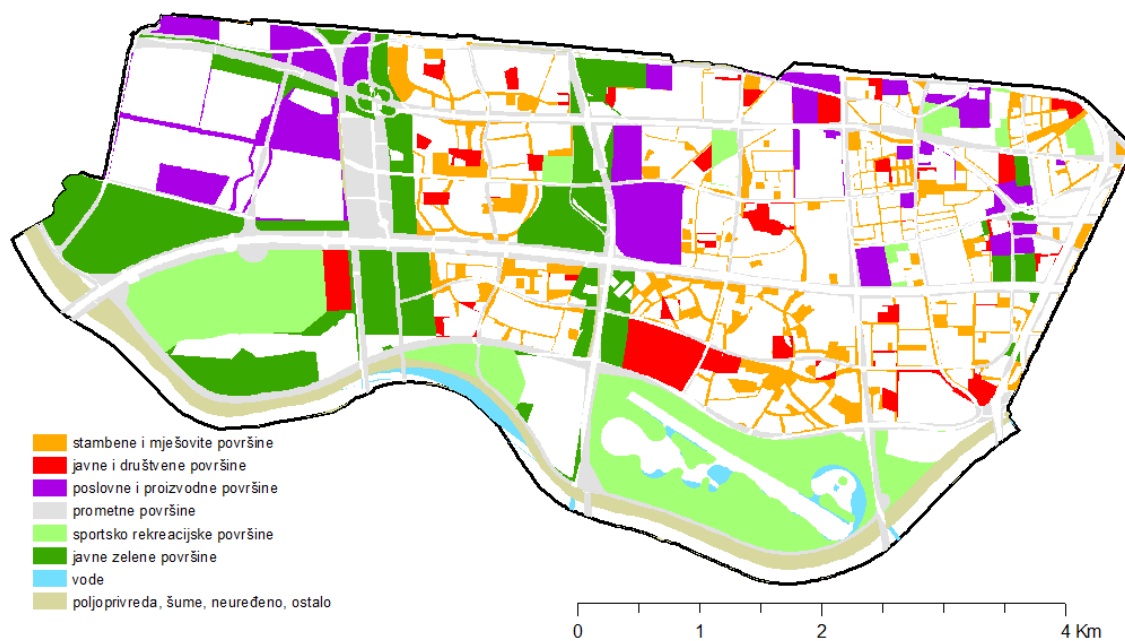 stambene i mješovite površine
javne i društvene površine
poslovne i proizvodne površine
prometne površine
sportsko rekreacijske površine
javne zelene površine
vode
poljoprivreda, šume, neuređeno, ostalo
0 1 2 4 Km